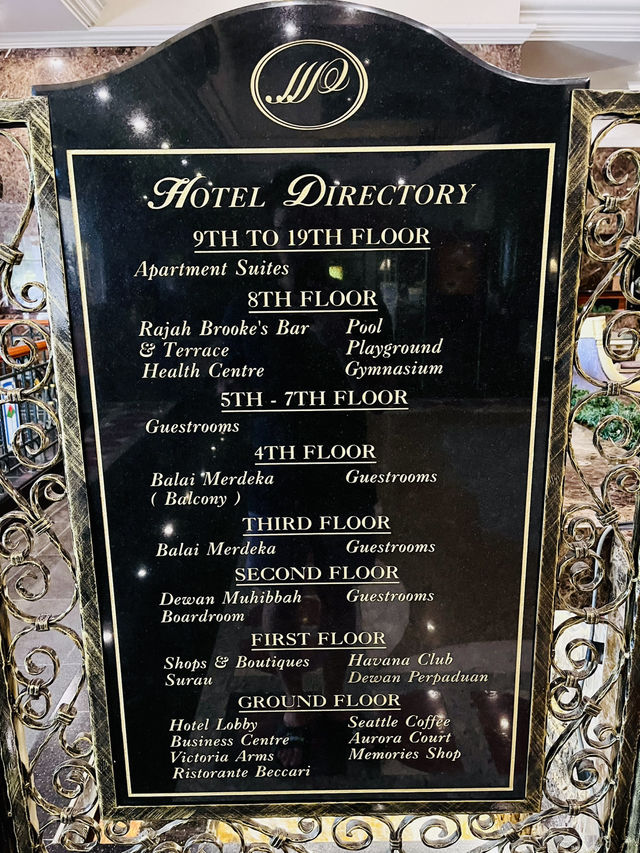 HOTEL DIRECTORY
9TH TO 19TH FLOOR
Apartment Suites
8TH FLOOR
Rajah Brooke's Bar Pool
& Terrace Playground
Health Centre Gymnasium
5TH - 7TH FLOOR
Guestrooms
4TH FLOOR
Balai Merdeka Guestrooms
( Balcony )
THIRD FLOOR
Balai Merdeka Guestrooms
SECOND FLOOR
Dewan Muhibbah Guestrooms
Boardroom
FIRST FLOOR
Shops & Boutiques Havana Club
Surau Dewan Perpaduan
GROUND FLOOR
Hotel Lobby Seattle Coffee
Business Centre Aurora Court
Victoria Arms Memories Shop
Ristorante Beccari